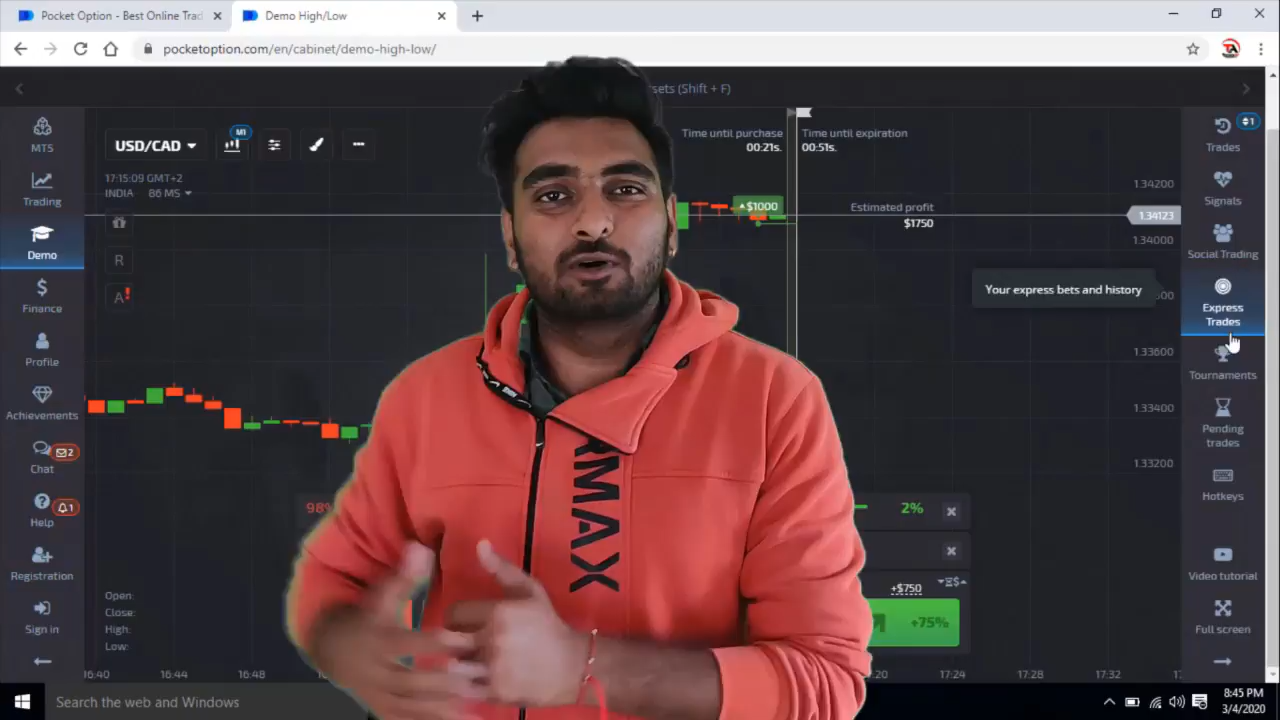 Pocket Option - Best Online Trad
Demo High/Low
pocketoption.com/en/cabinet/demo-high-low/
sets (Shift + F)
MT5
Trading
Demo
Finance
Profile
Achievements
Chat
2
Help
1
Registration
Sign in
USD/CAD
M1
17:15:09 GMT+2
INDIA 86 MS
R
A!
Time until purchase
00:21s.
Time until expiration
00:51s.
$1000
Estimated profit
$1750
1.34200
1.34123
1.34000
1.33600
1.33400
1.33200
Your express bets and history
1
Trades
Signals
Social Trading
Express
Trades
Tournaments
Pending
trades
Hotkeys
Video tutorial
Full screen
98%
2%
+$750
+75%
RMAX
Open:
Close:
High:
Low:
16:40
16:44
16:48
17:24
17:28
17:32
Search the web and Windows
8:45 PM
3/4/2020